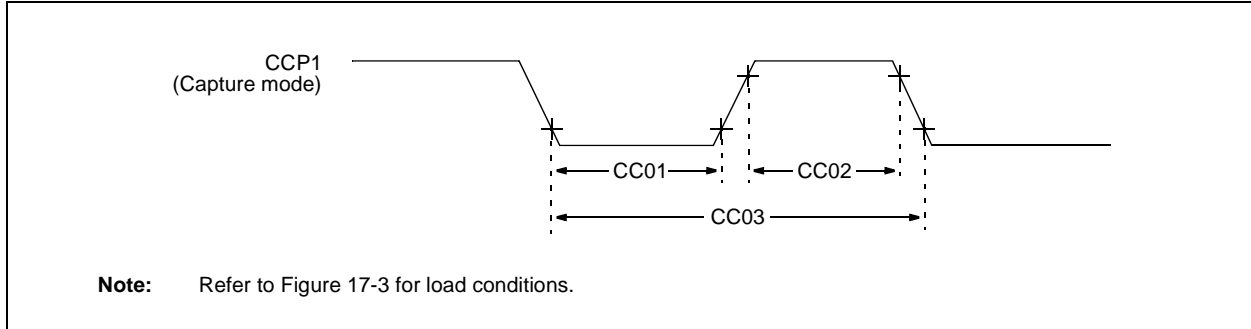 CCP1
(Capture mode)
CC01
CC02
CC03
Note: Refer to Figure 17-3 for load conditions.